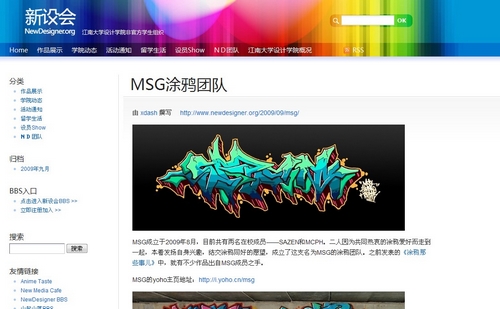 新设会
NewDesigner.org
江南大学设计学院非官方学生组织
OK
Home 作品展示 学院动态 活动通知 留学生活 设员Show ND团队 江南大学设计学院概况 RSS
分类
作品展示
学院动态
活动通知
留学生活
设员Show
ND团队
归档
2009年九月
BBS入口
点击进入新设会BBS >>
立即注册加入 >>
搜索
搜索
友情链接
Anime Taste
New Media Cafe
NewDesigner BBS
MSG涂鸦团队
由 xdash 撰写 http://www.newdesigner.org/2009/09/msg/
MSG成立于2009年8月，目前共有两名在校成员——SAZEN和MCPH。二人因为共同热衷的涂鸦爱好而走到
一起，本着发扬自身兴趣，结交涂鸦同好的愿望，成立了这支名为MSG的涂鸦团队。之前发表的《涂鸦那
些事儿》中，就有不少作品出自MSG成员之手。
MSG的yoho主页地址：http://i.yoho.cn/msg